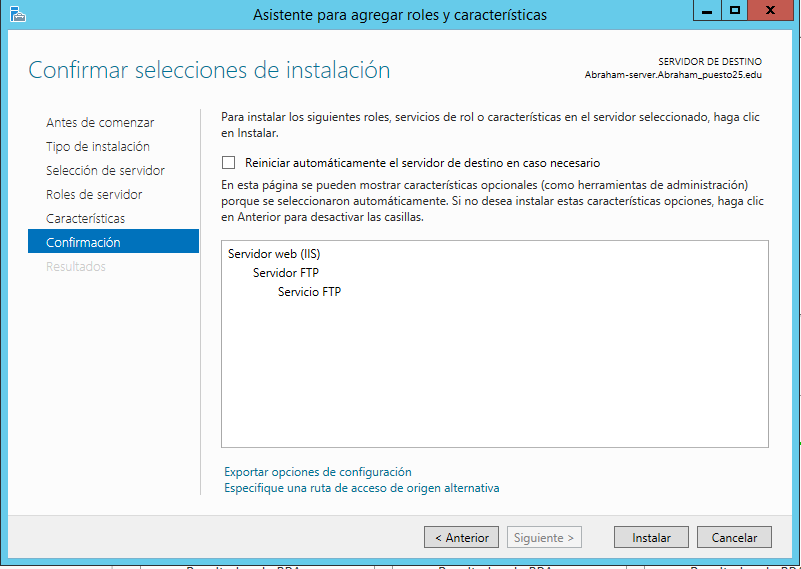 Asistente para agregar roles y características
Confirmar selecciones de instalación
SERVIDOR DE DESTINO
Abraham-server.Abraham_puesto25.edu
Antes de comenzar
Tipo de instalación
Selección de servidor
Roles de servidor
Características
Confirmación
Resultados
Para instalar los siguientes roles, servicios de rol o características en el servidor seleccionado, haga clic
en Instalar.
Reiniciar automáticamente el servidor de destino en caso necesario
En esta página se pueden mostrar características opcionales (como herramientas de administración)
porque se seleccionaron automáticamente. Si no desea instalar estas características opciones, haga clic
en Anterior para desactivar las casillas.
Servidor web (IIS)
Servidor FTP
Servicio FTP
Exportar opciones de configuración
Especifique una ruta de acceso de origen alternativa
< Anterior
Siguiente >
Instalar
Cancelar